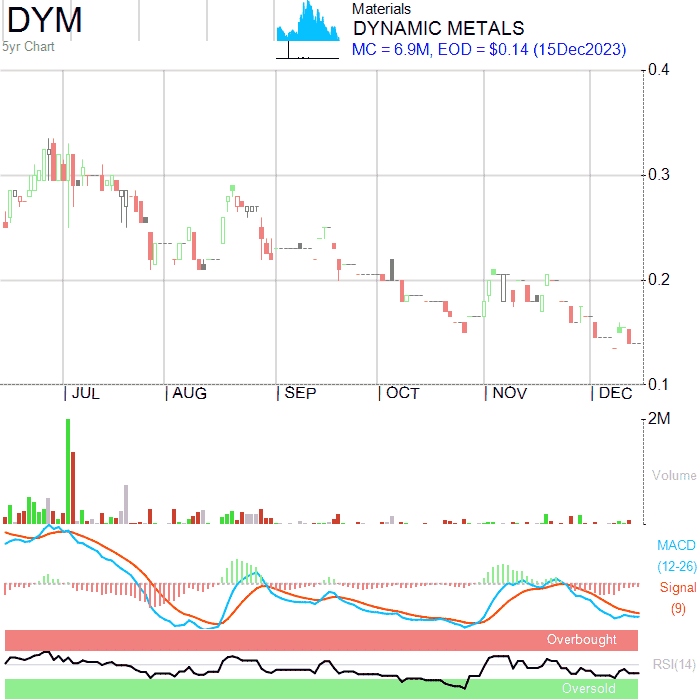 DYM
5yr Chart
Materials
DYNAMIC METALS
MC = 6.9M, EOD = $0.14 (15Dec2023)
0.4
0.3
0.2
0.1
JUL AUG SEP OCT NOV DEC
2M
Volume
MACD
(12-26)
Signal
(9)
Overbought
RSI(14)
Oversold